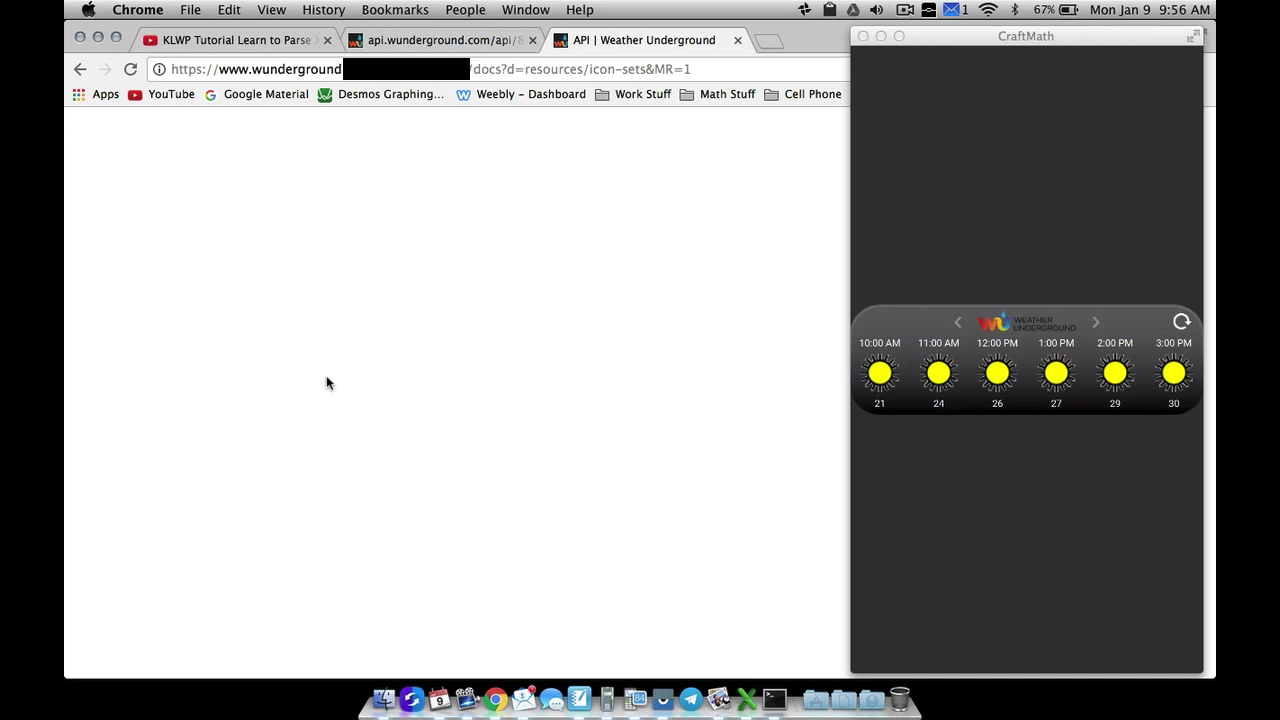 Chrome File Edit View History Bookmarks People Window Help 1 67% Mon Jan 9 9:56 AM
KLWP Tutorial Learn to Parse api.wunderground.com/api/ 8 API | Weather Underground
https://www.wunderground /docs?d=resources/icon-sets&MR=1
Apps YouTube Google Material Desmos Graphing... Weebly - Dashboard Work Stuff Math Stuff Cell Phone
CraftMath
WEATHER
UNDERGROUND
10:00 AM 11:00 AM 12:00 PM 1:00 PM 2:00 PM 3:00 PM
21 24 26 27 29 30
9